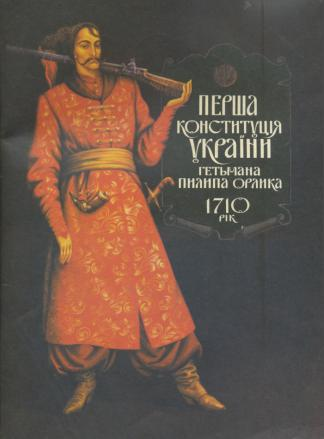 ПЕРША
КОНСТИТУЦІЯ
УКРАЇНИ
ГЕТЬМАНА
ПИЛИПА ОРЛИКА
1710
РІК